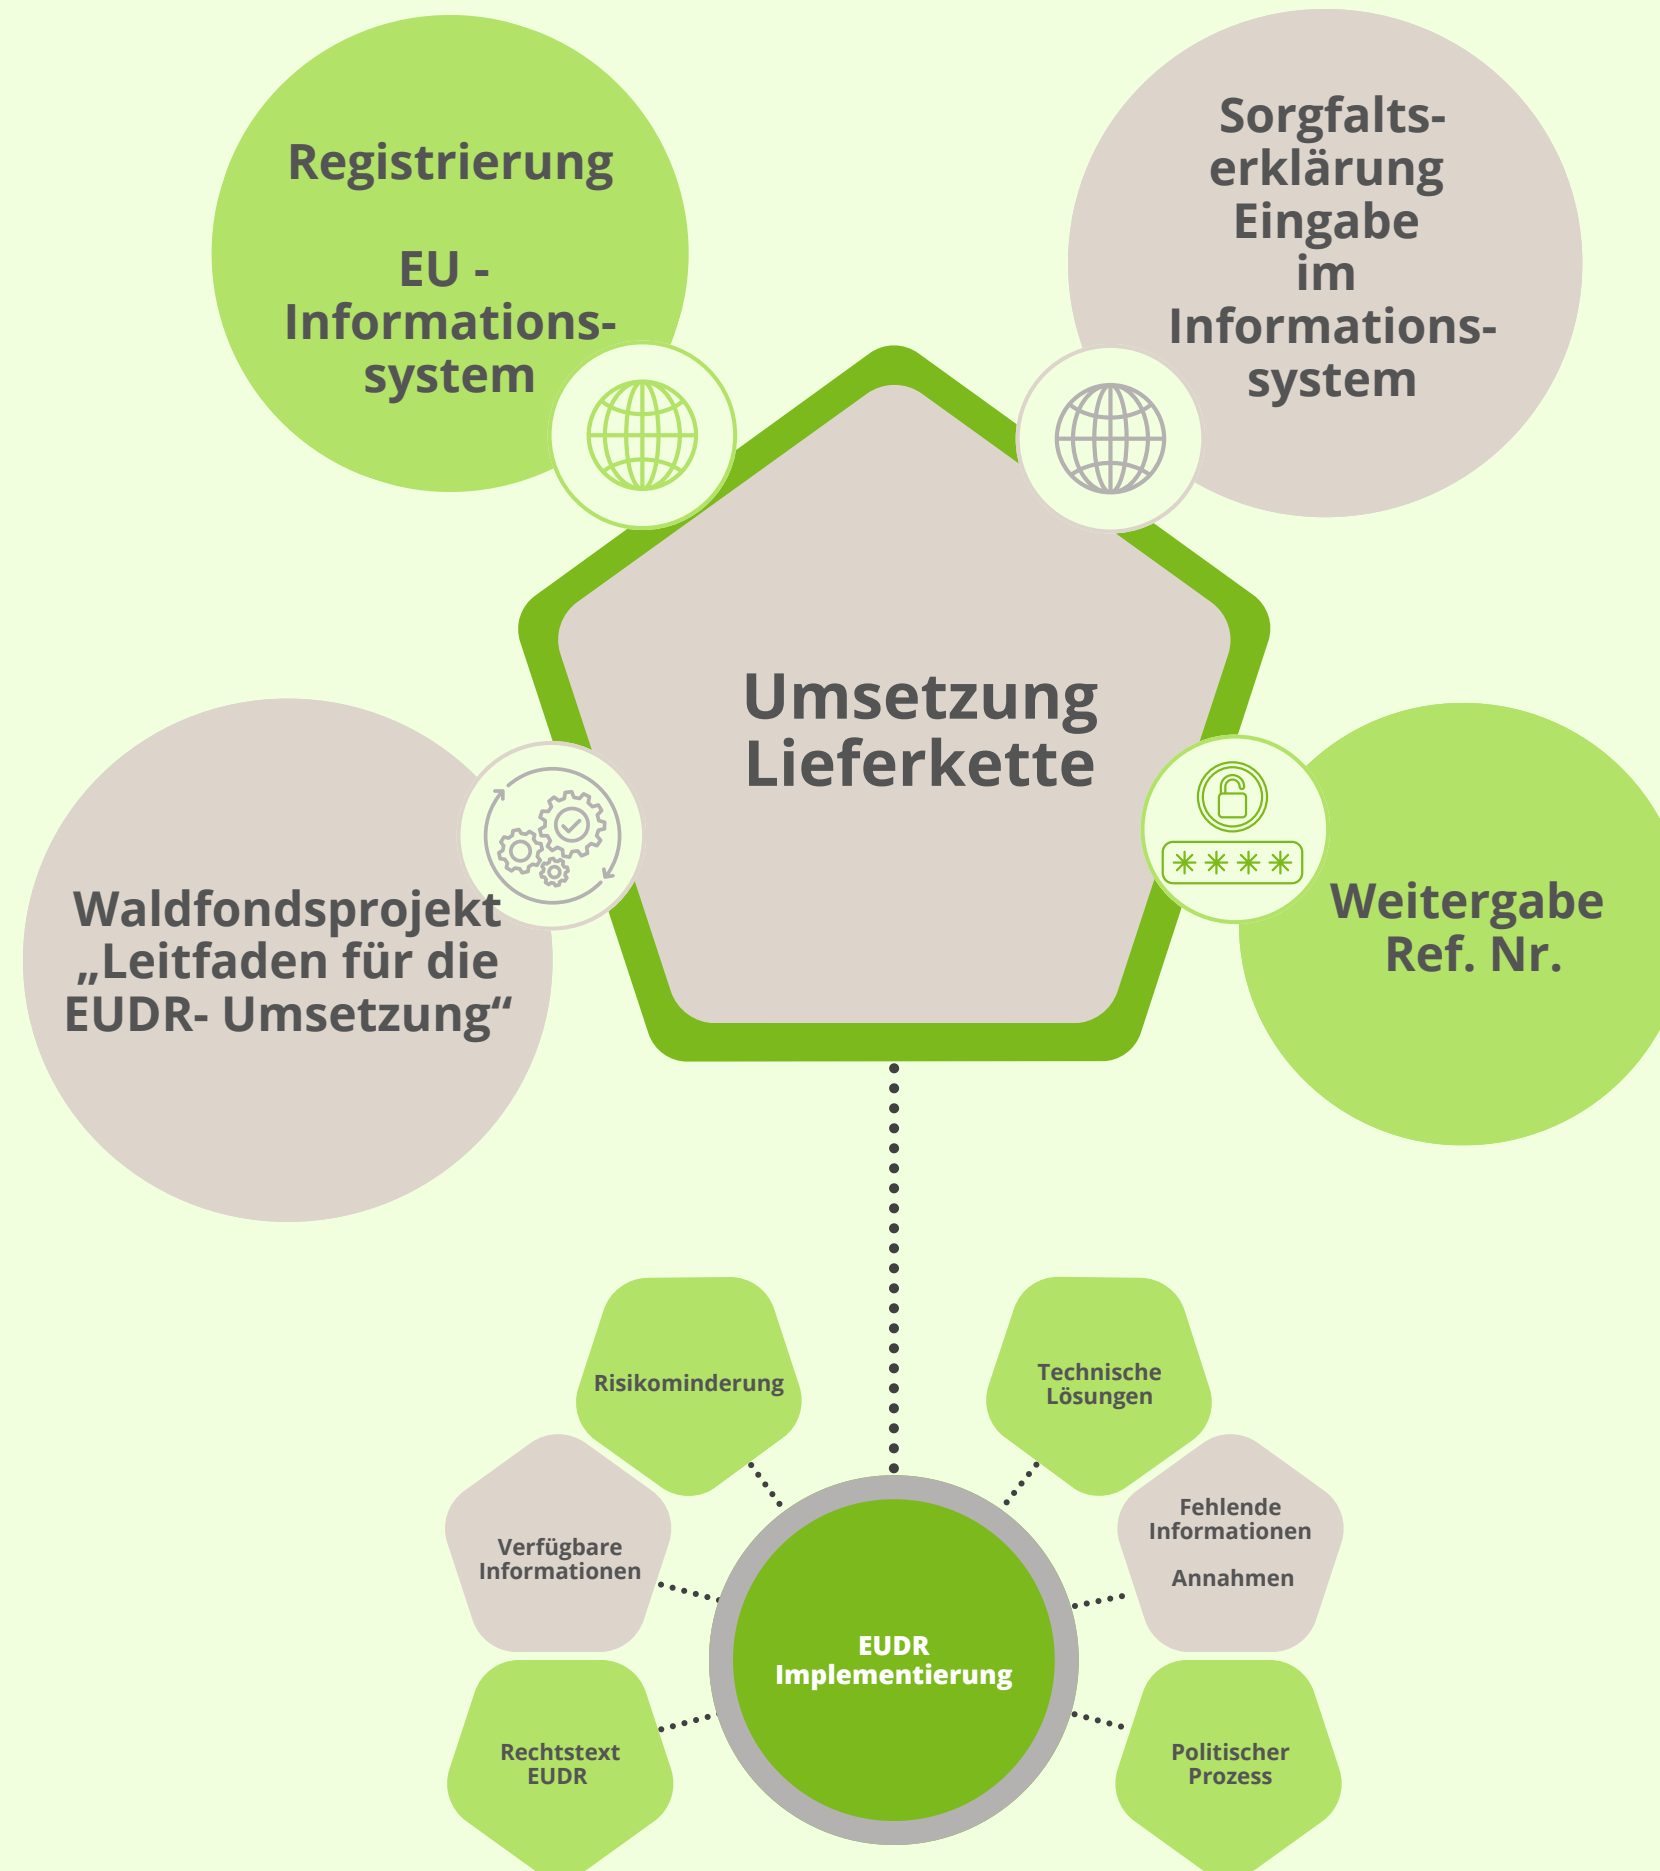 Registrierung
EU -
Informations-
system
Sorgfalts-
erklärung
Eingabe
im
Informations-
system
Umsetzung
Lieferkette
Waldfondsprojekt
„Leitfaden für die
EUDR- Umsetzung“
****
Weitergabe
Ref. Nr.
Risikominderung
Technische
Lösungen
Verfügbare
Informationen
Fehlende
Informationen
Annahmen
EUDR
Implementierung
Rechtstext
EUDR
Politischer
Prozess